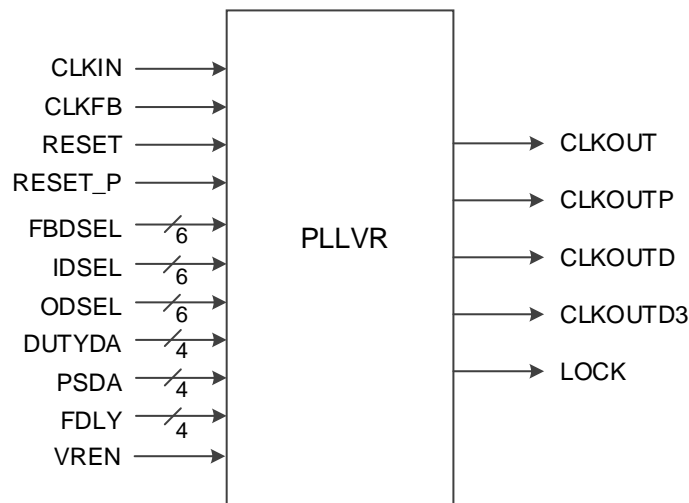 CLKIN
CLKFB
RESET
RESET_P
FBDSEL 6
IDSEL 6
ODSEL 6
DUTYDA 4
PSDA 4
FDLY 4
VREN
PLLVR
CLKOUT
CLKOUTP
CLKOUTD
CLKOUTD3
LOCK